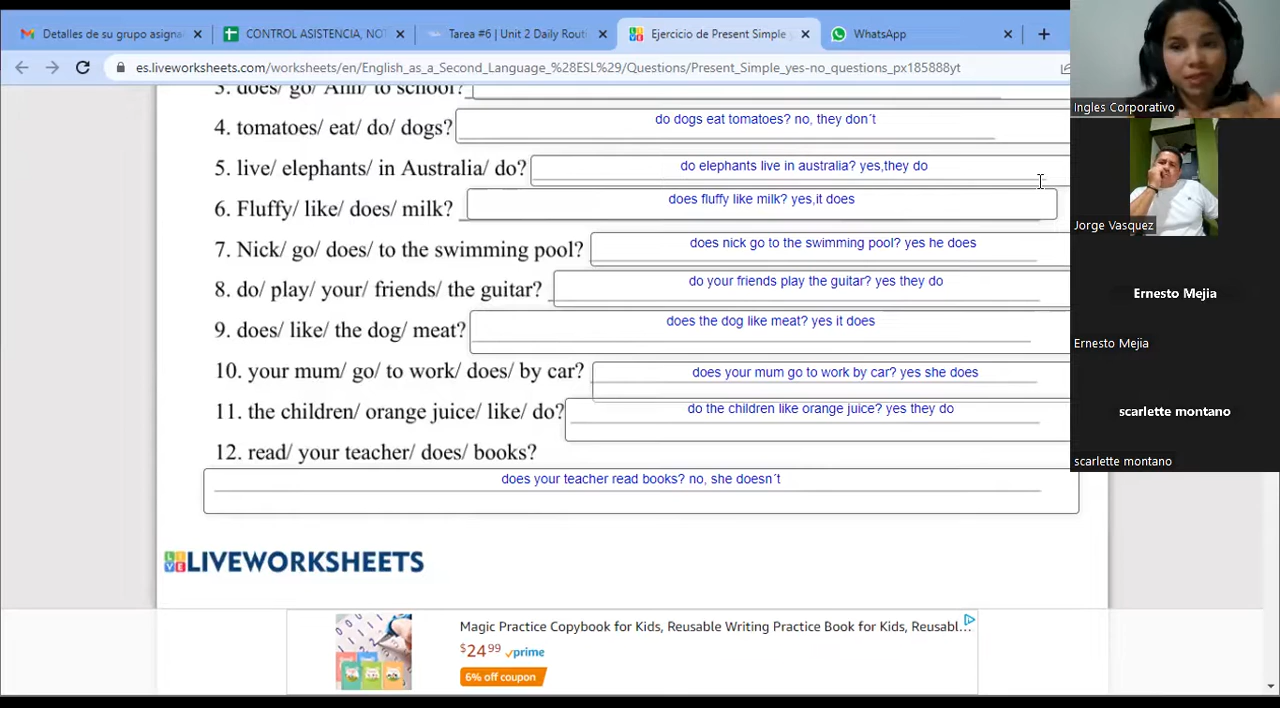 Detalles de su grupo asigna
CONTROL ASISTENCIA, NOT
Tarea #6 | Unit 2 Daily Routi
Ejercicio de Present Simple
WhatsApp
es.liveworksheets.com/worksheets/en/English_as_a_Second_Language_%28ESL%29/Questions/Present_Simple_yes-no_questions_px185888yt
3. does/ go/ Ann/ to school?
4. tomatoes/ eat/ do/ dogs? do dogs eat tomatoes? no, they don´t
5. live/ elephants/ in Australia/ do? do elephants live in australia? yes,they do
6. Fluffy/ like/ does/ milk? does fluffy like milk? yes,it does
7. Nick/ go/ does/ to the swimming pool? does nick go to the swimming pool? yes he does
8. do/ play/ your/ friends/ the guitar? do your friends play the guitar? yes they do
9. does/ like/ the dog/ meat? does the dog like meat? yes it does
10. your mum/ go/ to work/ does/ by car? does your mum go to work by car? yes she does
11. the children/ orange juice/ like/ do? do the children like orange juice? yes they do
12. read/ your teacher/ does/ books?
does your teacher read books? no, she doesn´t
LIVEWORKSHEETS
Magic Practice Copybook for Kids, Reusable Writing Practice Book for Kids, Reusabl...
$24.99 prime
6% off coupon
Ingles Corporativo
Jorge Vasquez
Ernesto Mejia
Ernesto Mejia
scarlette montano
scarlette montano